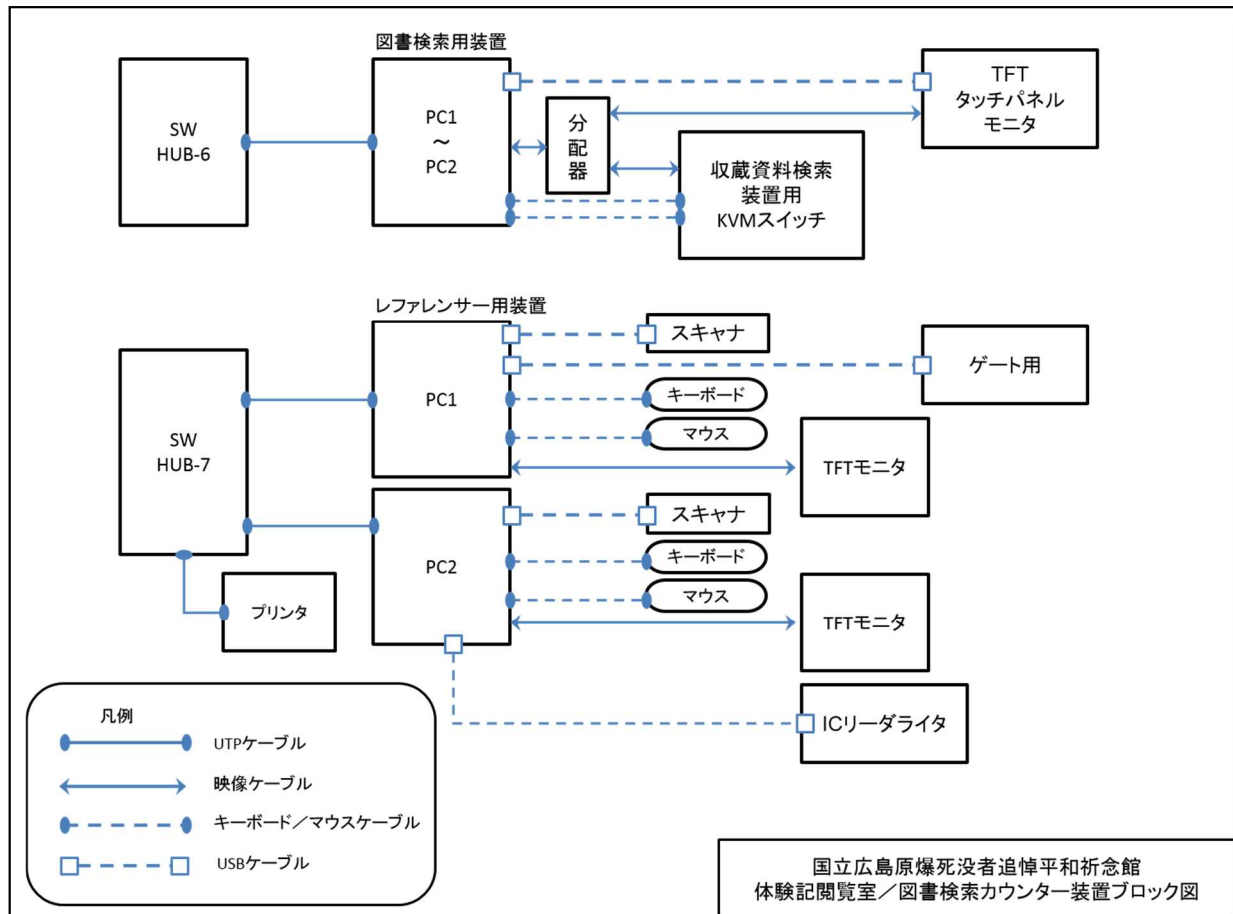 図書検索用装置
SW
HUB-6
PC1
～
PC2
分
配
器
TFT
タッチパネル
モニタ
収蔵資料検索
装置用
KVMスイッチ
レファレンサー用装置
SW
HUB-7
PC1
スキャナ
ゲート用
キーボード
マウス
TFTモニタ
PC2
スキャナ
キーボード
マウス
TFTモニタ
プリンタ
ICリーダライタ
凡例
UTPケーブル
映像ケーブル
キーボード／マウスケーブル
USBケーブル
国立広島原爆死没者追悼平和祈念館
体験記閲覧室／図書検索カウンター装置ブロック図